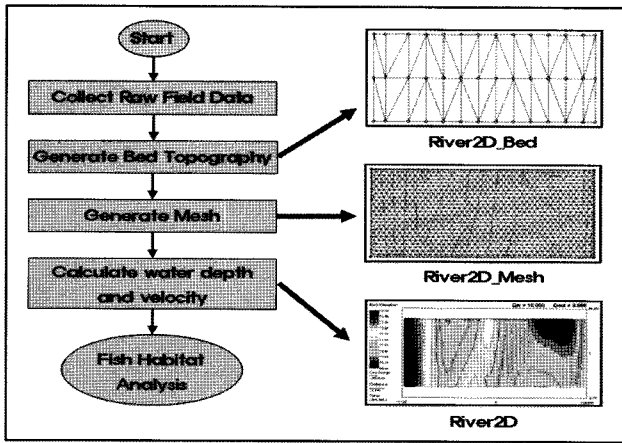 Start
Collect Raw Field Data
Generate Bed Topography
Generate Mesh
Calculate water depth
and velocity
Fish Habitat
Analysis
River2D_Bed
River2D_Mesh
River2D